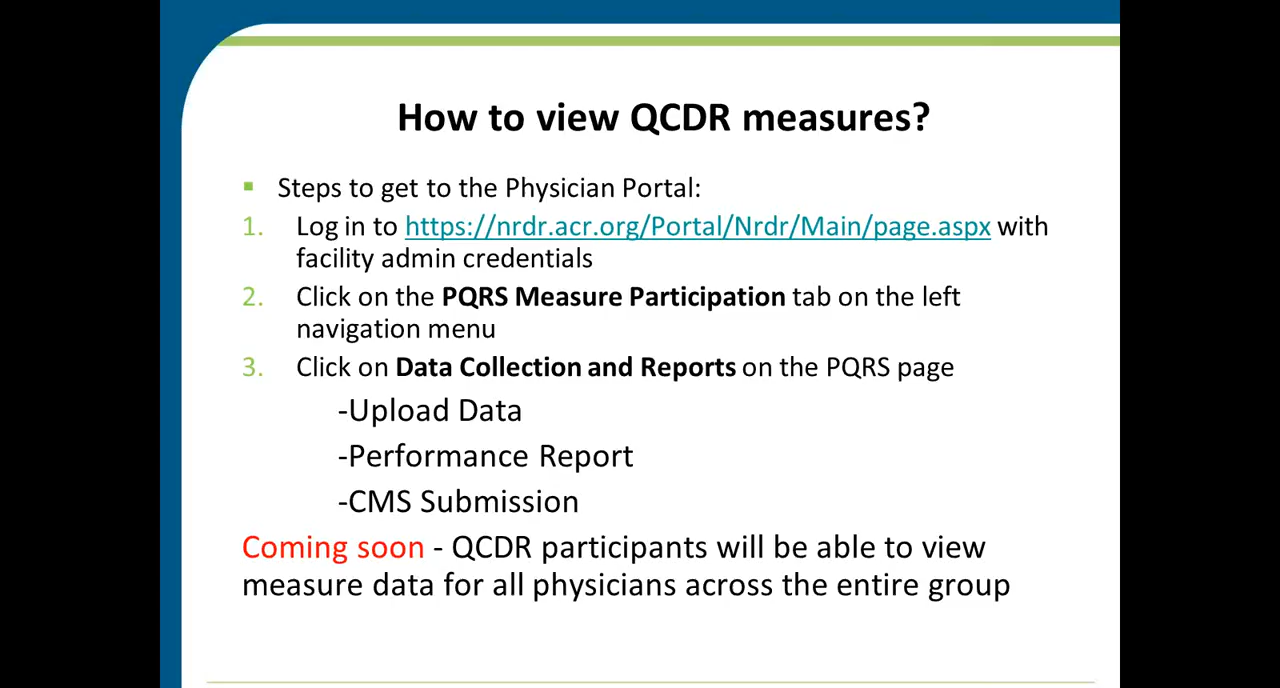 How to view QCDR measures?
▪ Steps to get to the Physician Portal:
1. Log in to https://nrdr.acr.org/Portal/Nrdr/Main/page.aspx with
facility admin credentials
2. Click on the PQRS Measure Participation tab on the left
navigation menu
3. Click on Data Collection and Reports on the PQRS page
-Upload Data
-Performance Report
-CMS Submission
Coming soon - QCDR participants will be able to view
measure data for all physicians across the entire group